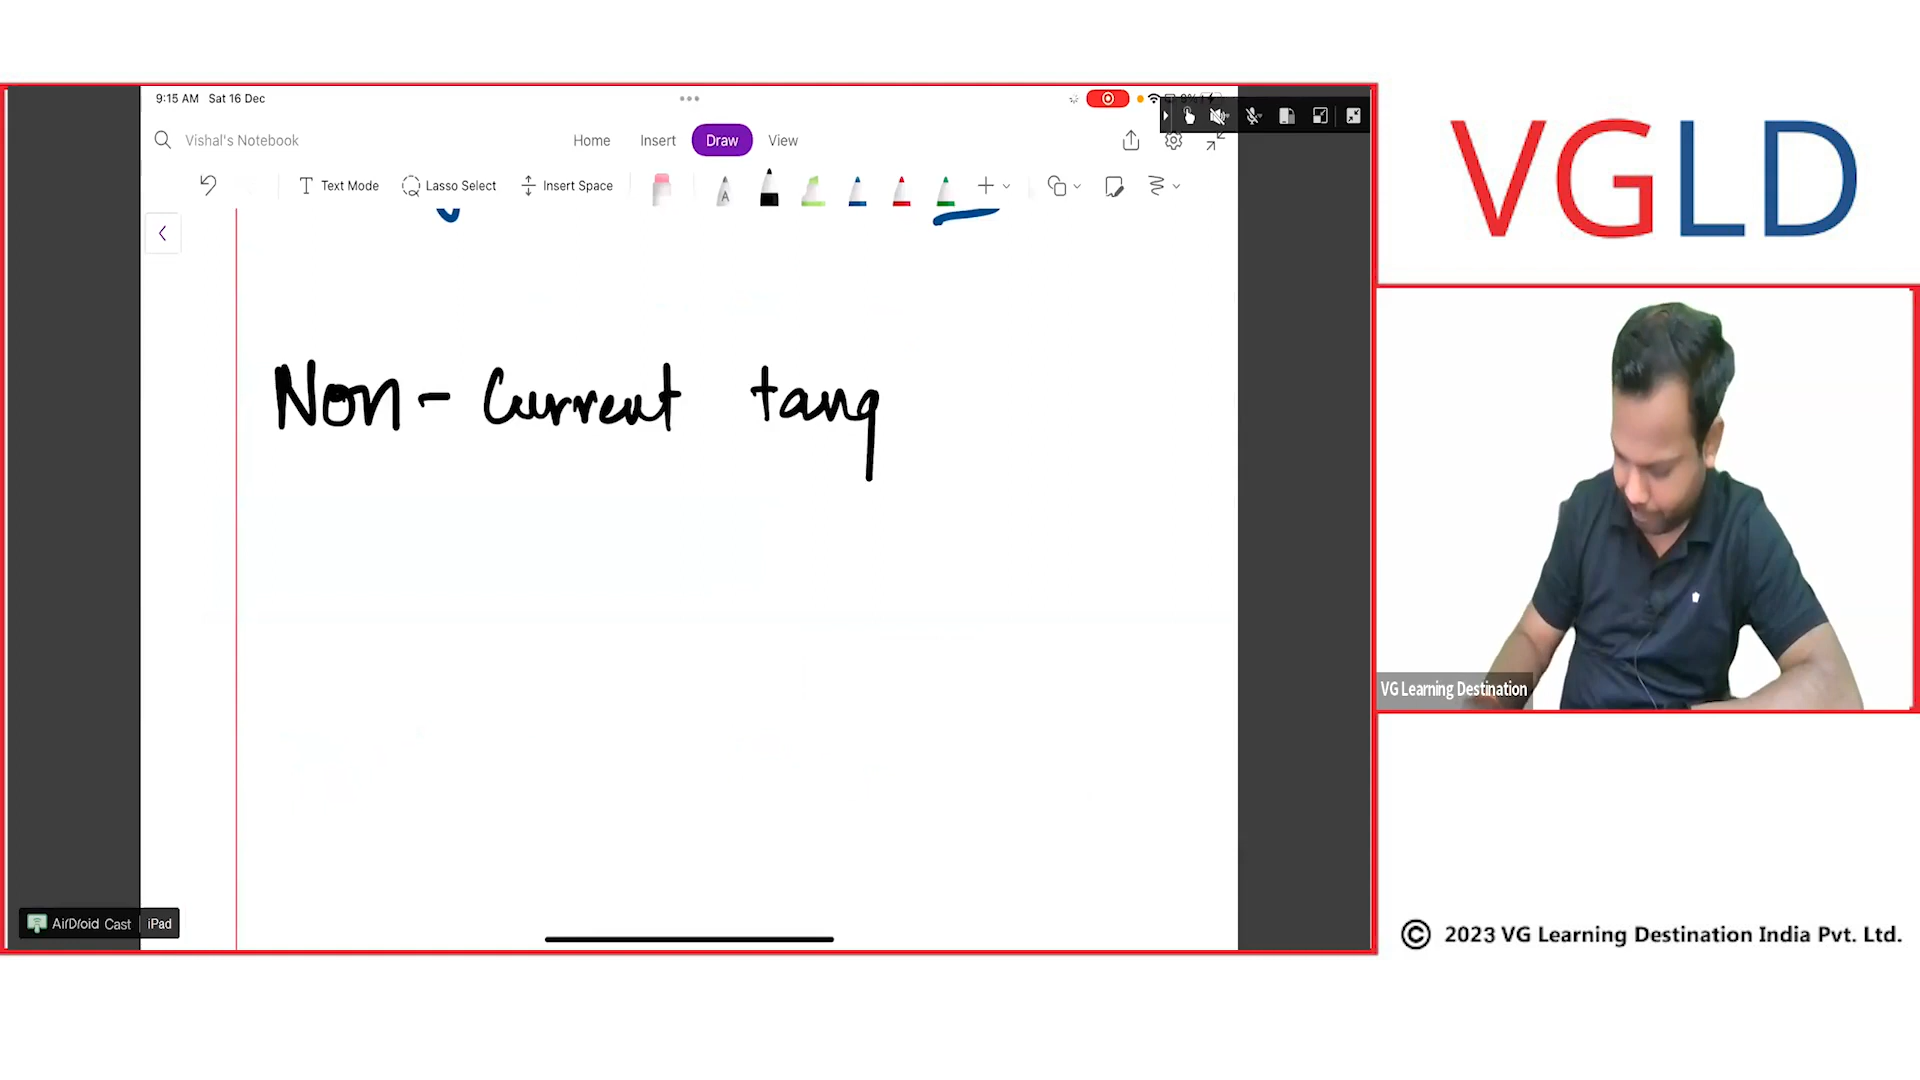 9:15 AM Sat 16 Dec
Vishal's Notebook
Home Insert Draw View
Text Mode Lasso Select Insert Space
Non - Current tang
AirDroid Cast iPad
VGLD
VG Learning Destination
© 2023 VG Learning Destination India Pvt. Ltd.